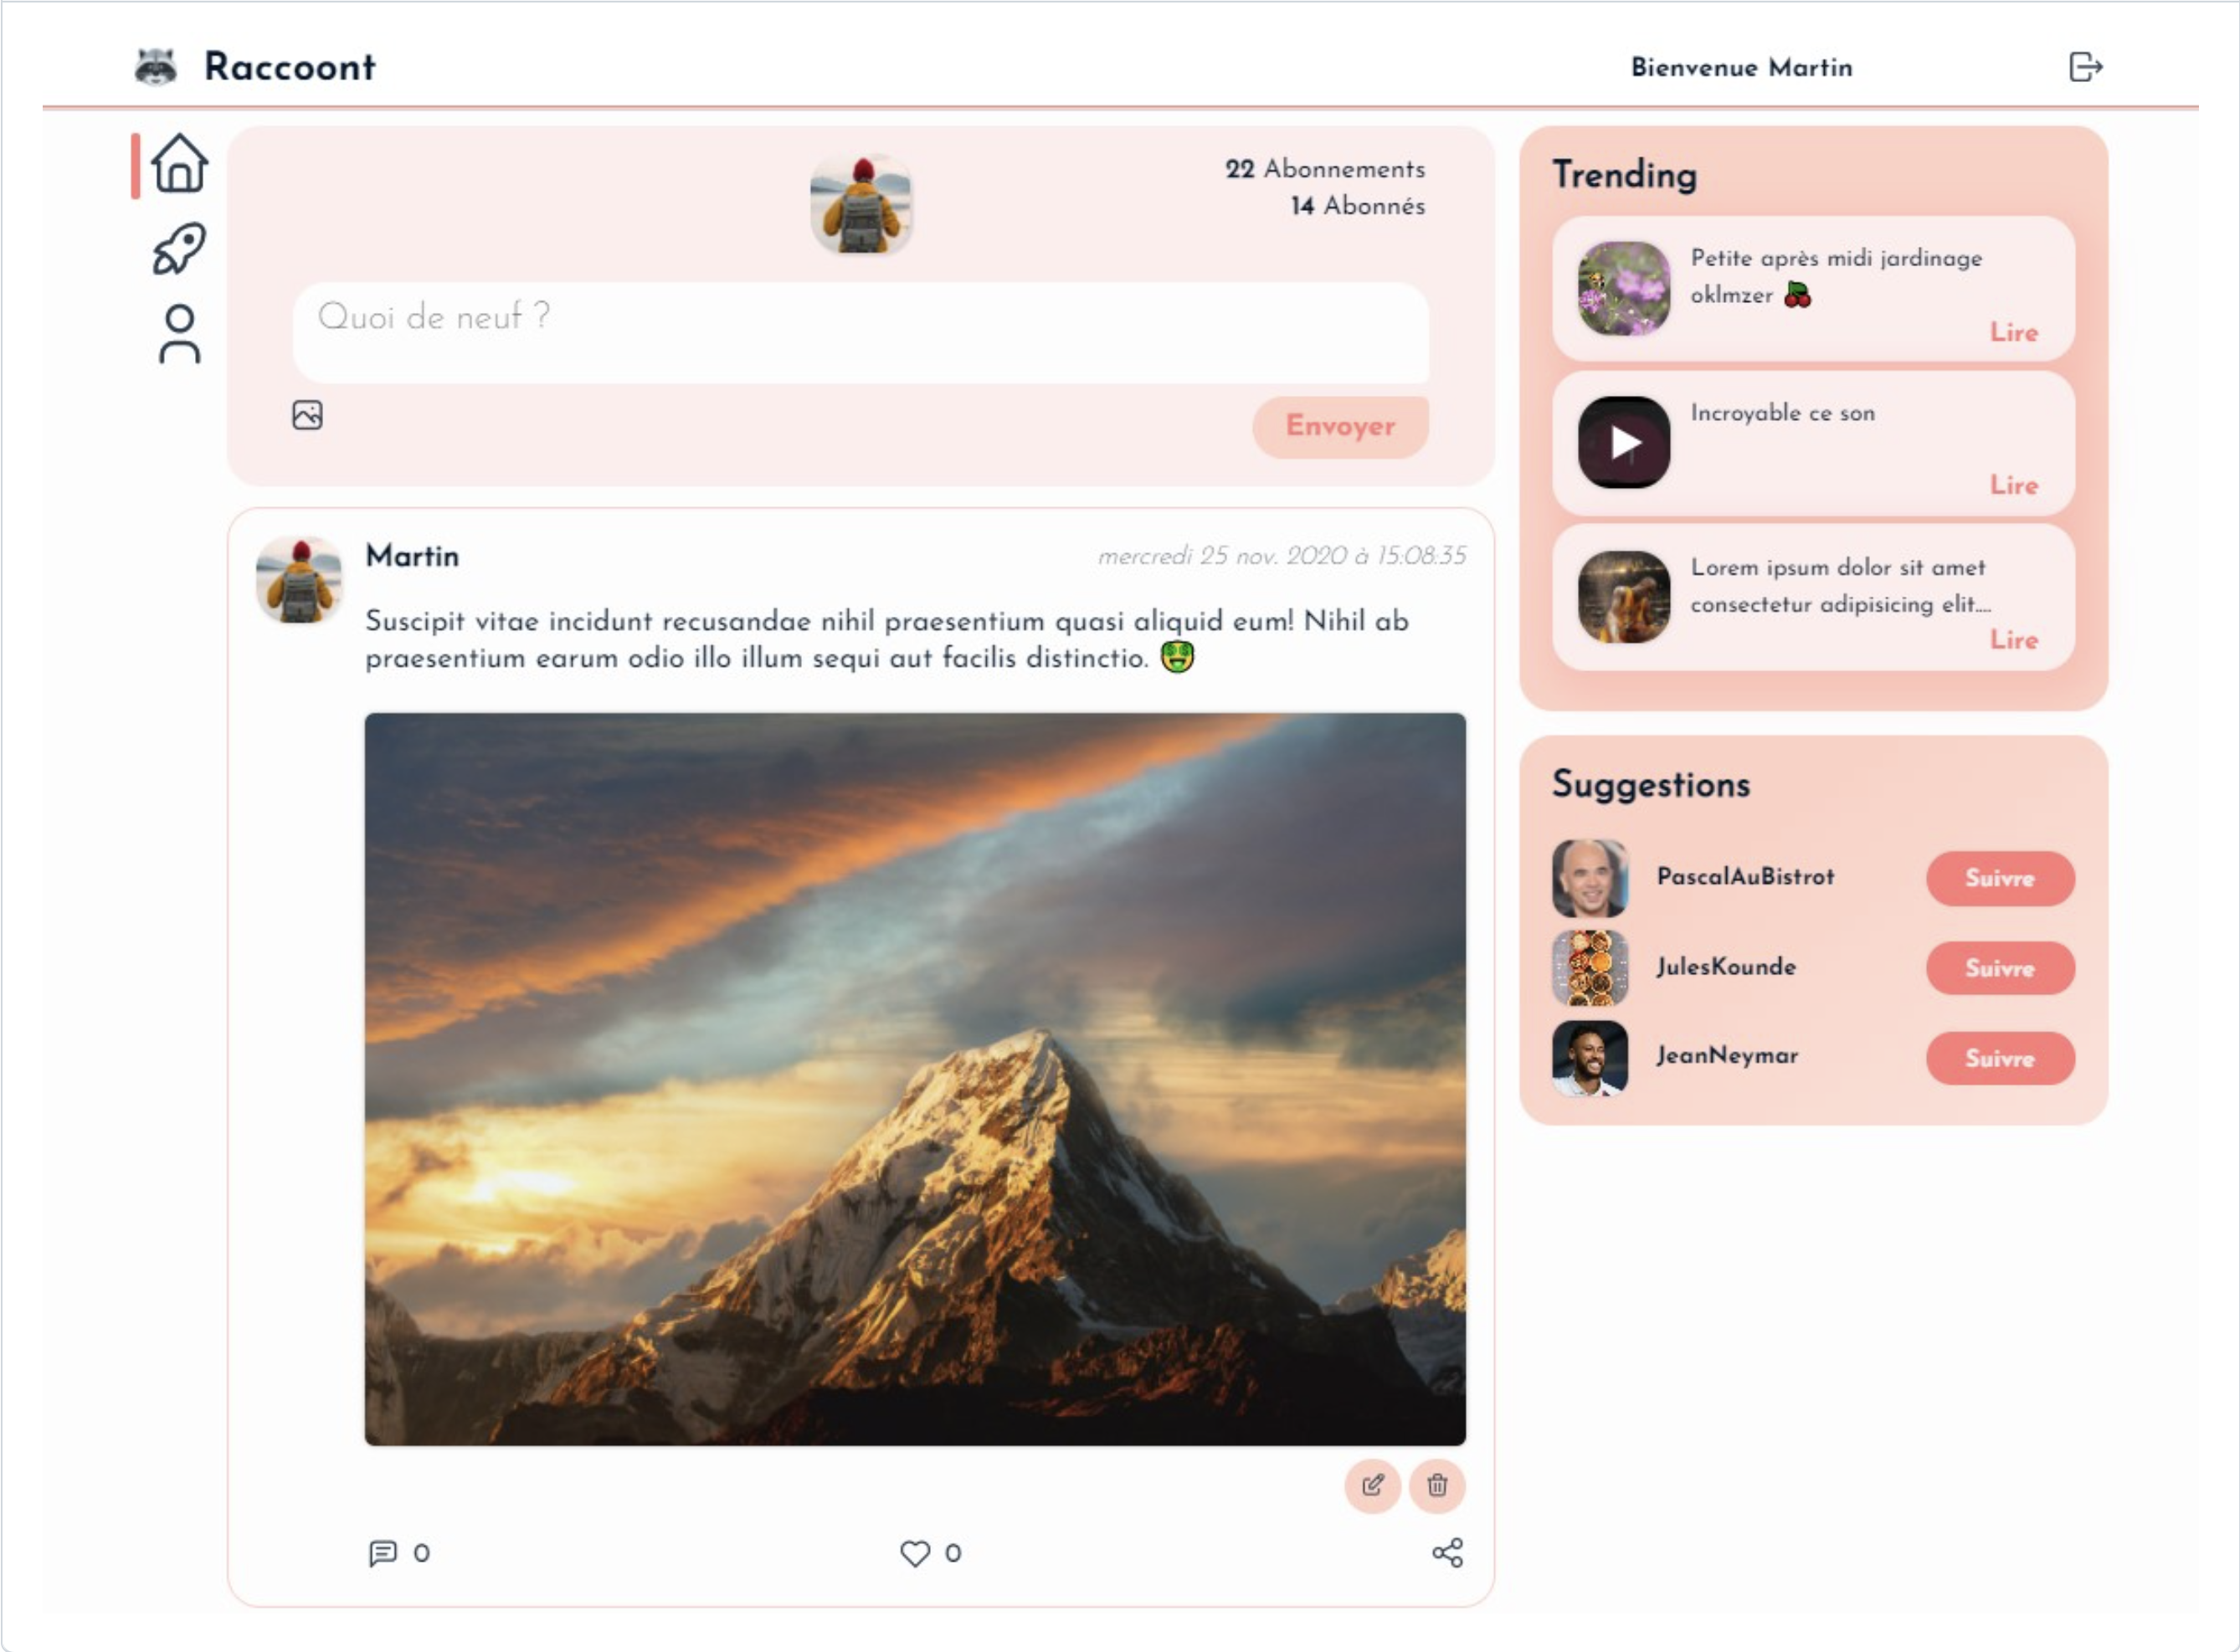 Raccoont
Bienvenue Martin
22 Abonnements
14 Abonnés
Quoi de neuf ?
Envoyer
Martin
mercredi 25 nov. 2020 à 15:08:35
Suscipit vitae incidunt recusandae nihil praesentium quasi aliquid eum! Nihil ab
praesentium earum odio illo illum sequi aut facilis distinctio. 🤑
0
0
Trending
Petite après midi jardinage
oklmzer 🍒
Lire
Incroyable ce son
Lire
Lorem ipsum dolor sit amet
consectetur adipisicing elit....
Lire
Suggestions
PascalAuBistrot
Suivre
JulesKounde
Suivre
JeanNeymar
Suivre